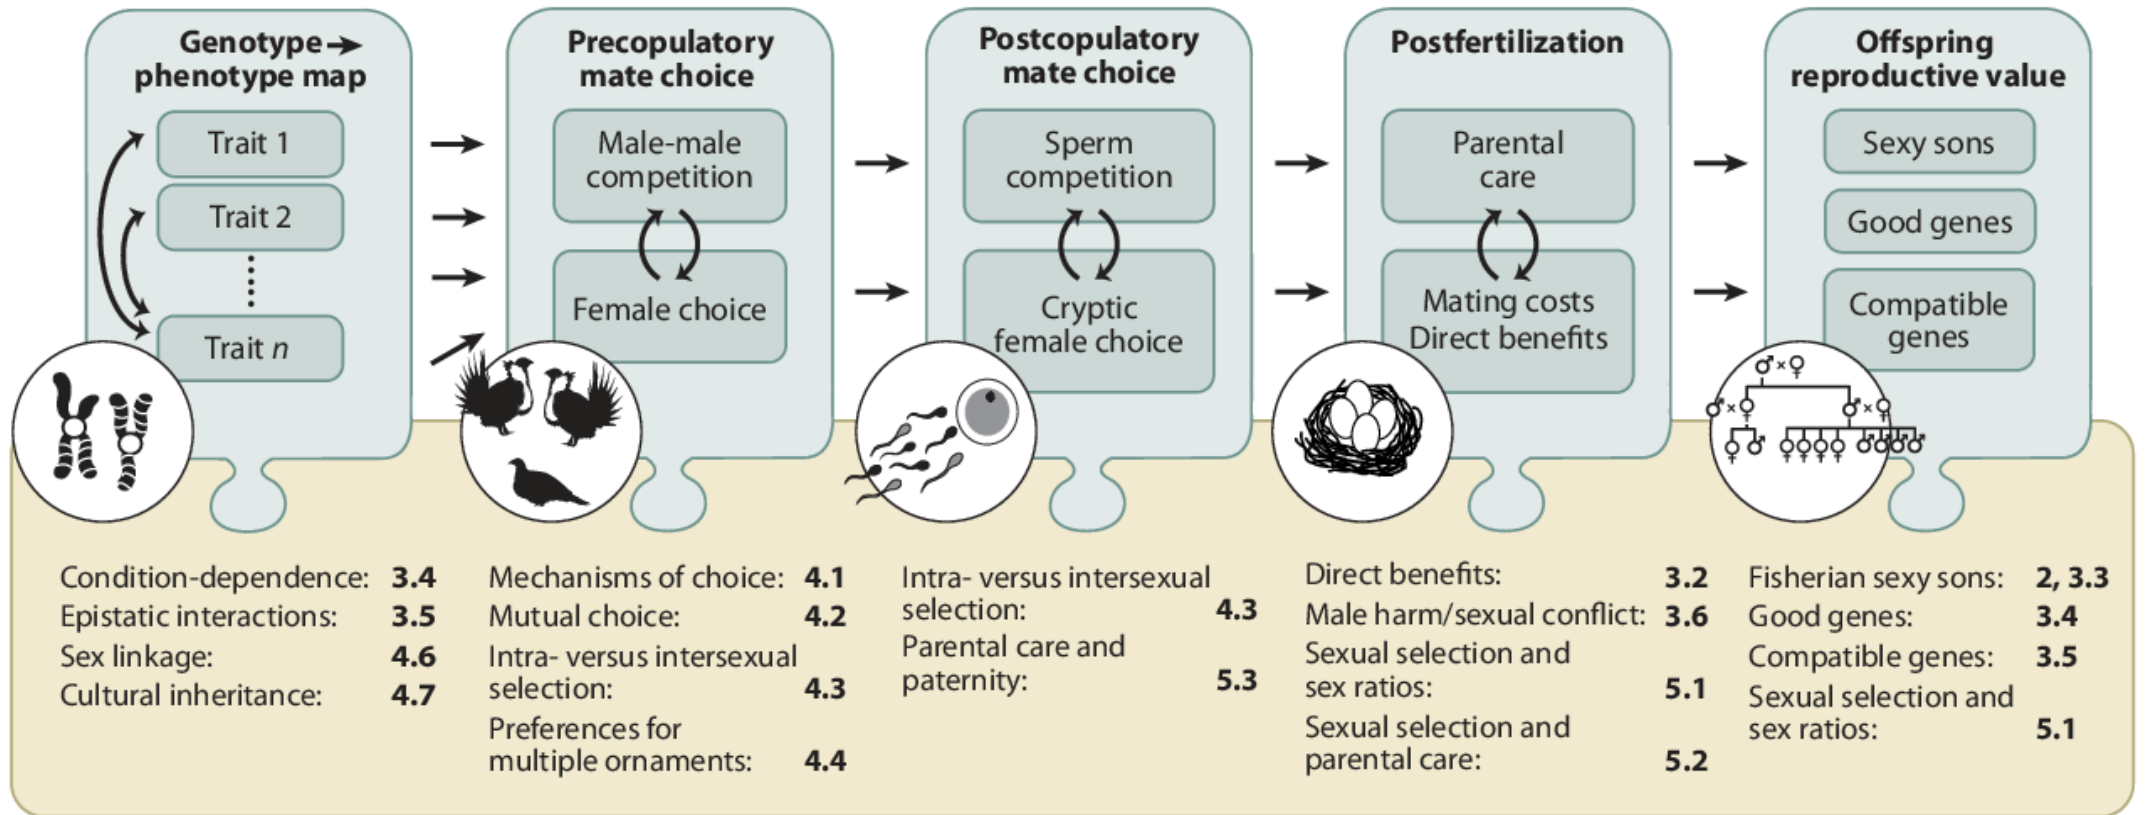 Genotype→
phenotype map
Trait 1
Trait 2
Trait n
Precopulatory
mate choice
Male-male
competition
Female choice
Postcopulatory
mate choice
Sperm
competition
Cryptic
female choice
Postfertilization
Parental
care
Mating costs
Direct benefits
Offspring
reproductive value
Sexy sons
Good genes
Compatible
genes
♂ × ♀
♂ × ♀
♂ × ♀
♀ ♂ ♀ ♀ ♀ ♀ ♂ ♂ ♂ ♂
Condition-dependence: 3.4
Epistatic interactions: 3.5
Sex linkage: 4.6
Cultural inheritance: 4.7
Mechanisms of choice: 4.1
Mutual choice: 4.2
Intra- versus intersexual
selection: 4.3
Preferences for
multiple ornaments: 4.4
Intra- versus intersexual
selection: 4.3
Parental care and
paternity: 5.3
Direct benefits: 3.2
Male harm/sexual conflict: 3.6
Sexual selection and
sex ratios: 5.1
Sexual selection and
parental care: 5.2
Fisherian sexy sons: 2, 3.3
Good genes: 3.4
Compatible genes: 3.5
Sexual selection and
sex ratios: 5.1